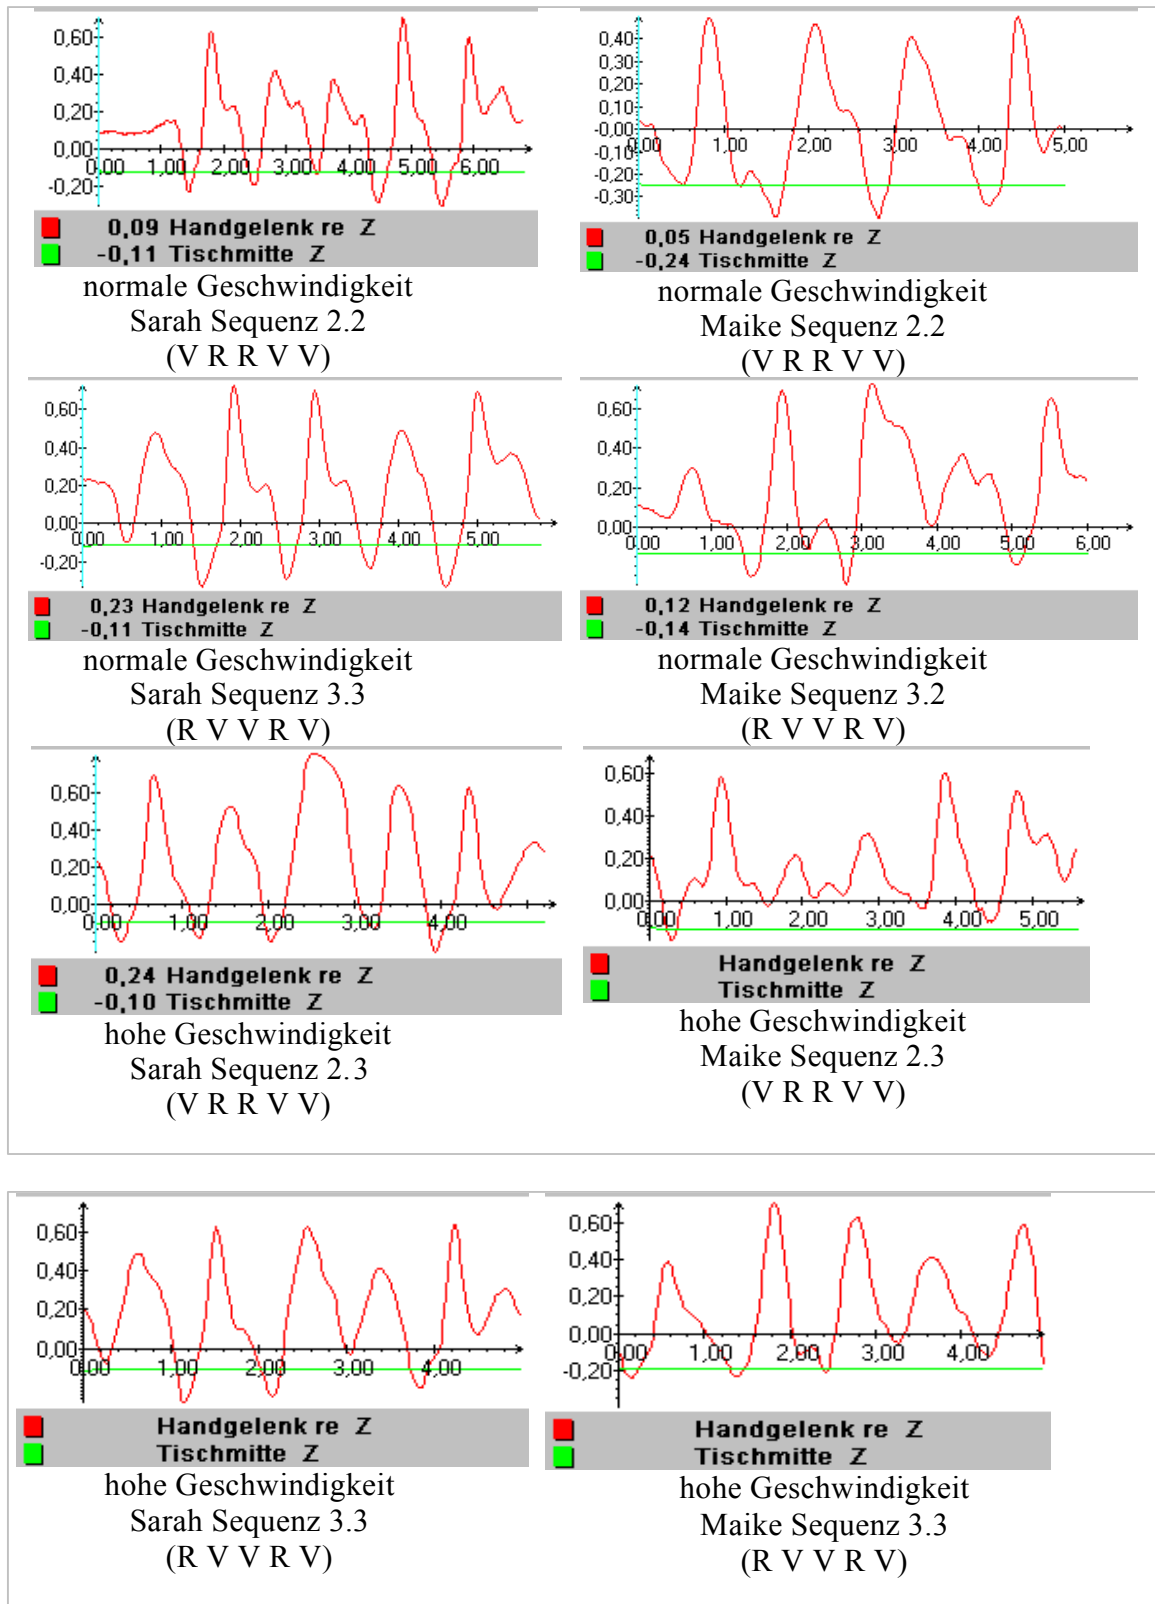 0,60
0,40
0,20
0,00
-0,20
0,00 1,00 2,00 3,00 4,00 5,00 6,00
0,09 Handgelenk re Z
-0,11 Tischmitte Z
normale Geschwindigkeit
Sarah Sequenz 2.2
(V R R V V)
0,40
0,30
0,20
0,10
-0,00
-0,10
-0,20
-0,30
0,00 1,00 2,00 3,00 4,00 5,00
0,05 Handgelenk re Z
-0,24 Tischmitte Z
normale Geschwindigkeit
Maike Sequenz 2.2
(V R R V V)
0,60
0,40
0,20
0,00
-0,20
0,00 1,00 2,00 3,00 4,00 5,00
0,23 Handgelenk re Z
-0,11 Tischmitte Z
normale Geschwindigkeit
Sarah Sequenz 3.3
(R V V R V)
0,60
0,40
0,20
0,00
0,00 1,00 2,00 3,00 4,00 5,00 6,00
0,12 Handgelenk re Z
-0,14 Tischmitte Z
normale Geschwindigkeit
Maike Sequenz 3.2
(R V V R V)
0,60
0,40
0,20
0,00
0,00 1,00 2,00 3,00 4,00
0,24 Handgelenk re Z
-0,10 Tischmitte Z
hohe Geschwindigkeit
Sarah Sequenz 2.3
(V R R V V)
0,60
0,40
0,20
0,00
0,00 1,00 2,00 3,00 4,00 5,00
Handgelenk re Z
Tischmitte Z
hohe Geschwindigkeit
Maike Sequenz 2.3
(V R R V V)
0,60
0,40
0,20
0,00
0,00 1,00 2,00 3,00 4,00
Handgelenk re Z
Tischmitte Z
hohe Geschwindigkeit
Sarah Sequenz 3.3
(R V V R V)
0,60
0,40
0,20
0,00
-0,20
0,00 1,00 2,00 3,00 4,00
Handgelenk re Z
Tischmitte Z
hohe Geschwindigkeit
Maike Sequenz 3.3
(R V V R V)